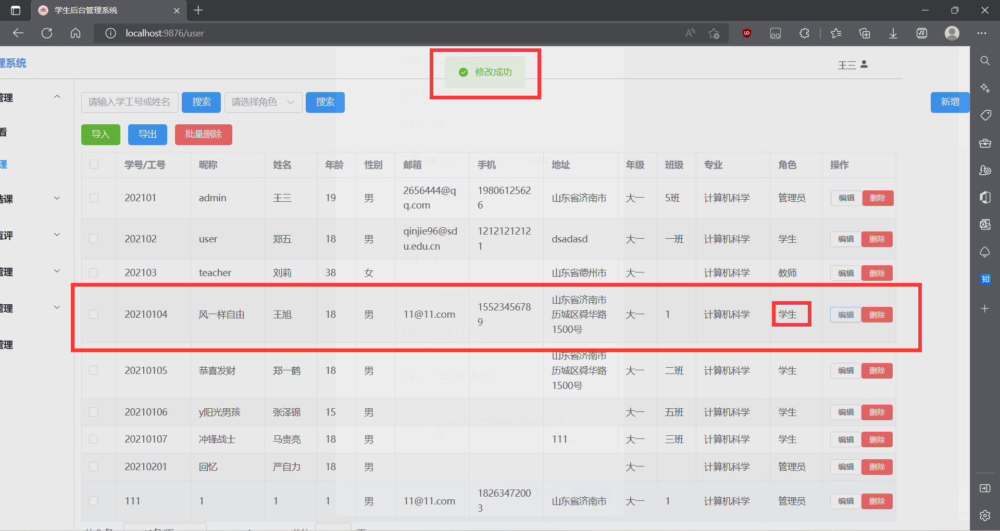 学生后台管理系统
localhost:9876/user
理系统
王三
修改成功
管理
看
理
选课
互评
管理
管理
管理
请输入学工号或姓名 搜索 请选择角色 搜索 新增
导入 导出 批量删除
学号/工号 昵称 姓名 年龄 性别 邮箱 手机 地址 年级 班级 专业 角色 操作
202101 admin 王三 19 男 2656444@q 1980612562 山东省济南市 大一 5班 计算机科学 管理员 编辑 删除
q.com 6
202102 user 郑五 18 男 qinjie96@sd 1212121212 dsadasd 大一 一班 计算机科学 学生 编辑 删除
u.edu.cn 1
202103 teacher 刘莉 38 女 山东省德州市 大一 计算机科学 教师 编辑 删除
山东省济南市
20210104 风一样自由 王旭 18 男 11@11.com 1552345678 历城区舜华路 大一 1 计算机科学 学生 编辑 删除
9 1500号
山东省济南市
20210105 恭喜发财 郑一鹤 18 男 历城区舜华路 大一 二班 计算机科学 学生 编辑 删除
1500号
20210106 y阳光男孩 张泽锦 15 男 大一 五班 计算机科学 学生 编辑 删除
20210107 冲锋战士 马贵亮 18 男 111 大一 三班 计算机科学 学生 编辑 删除
20210201 回忆 严自力 18 男 大一 计算机科学 管理员 编辑 删除
111 1 1 1 男 11@11.com 1826347200 山东省济南市 大一 1 计算机科学 管理员 编辑 删除
3
知